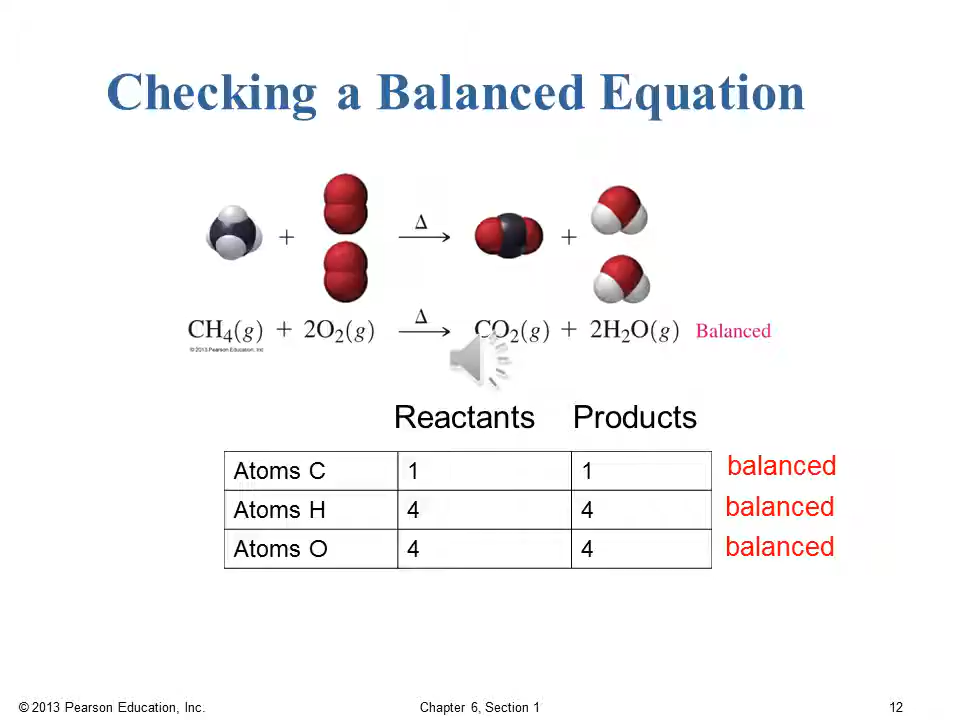 Checking a Balanced Equation
+ Δ → +
CH₄(g) + 2O₂(g) Δ → CO₂(g) + 2H₂O(g) Balanced
© 2013 Pearson Education, Inc
Reactants Products
Atoms C 1 1 balanced
Atoms H 4 4 balanced
Atoms O 4 4 balanced
© 2013 Pearson Education, Inc. Chapter 6, Section 1 12